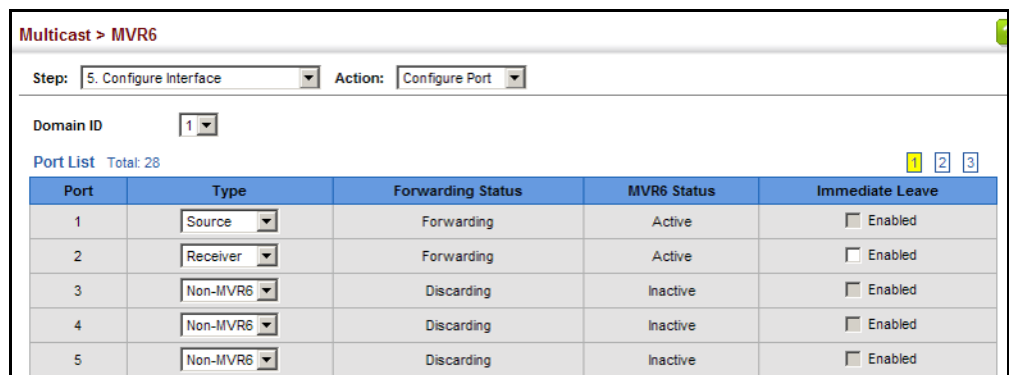 Multicast > MVR6
Step: 5. Configure Interface Action: Configure Port
Domain ID 1
Port List Total: 28 1 2 3
Port Type Forwarding Status MVR6 Status Immediate Leave
1 Source Forwarding Active Enabled
2 Receiver Forwarding Active Enabled
3 Non-MVR6 Discarding Inactive Enabled
4 Non-MVR6 Discarding Inactive Enabled
5 Non-MVR6 Discarding Inactive Enabled